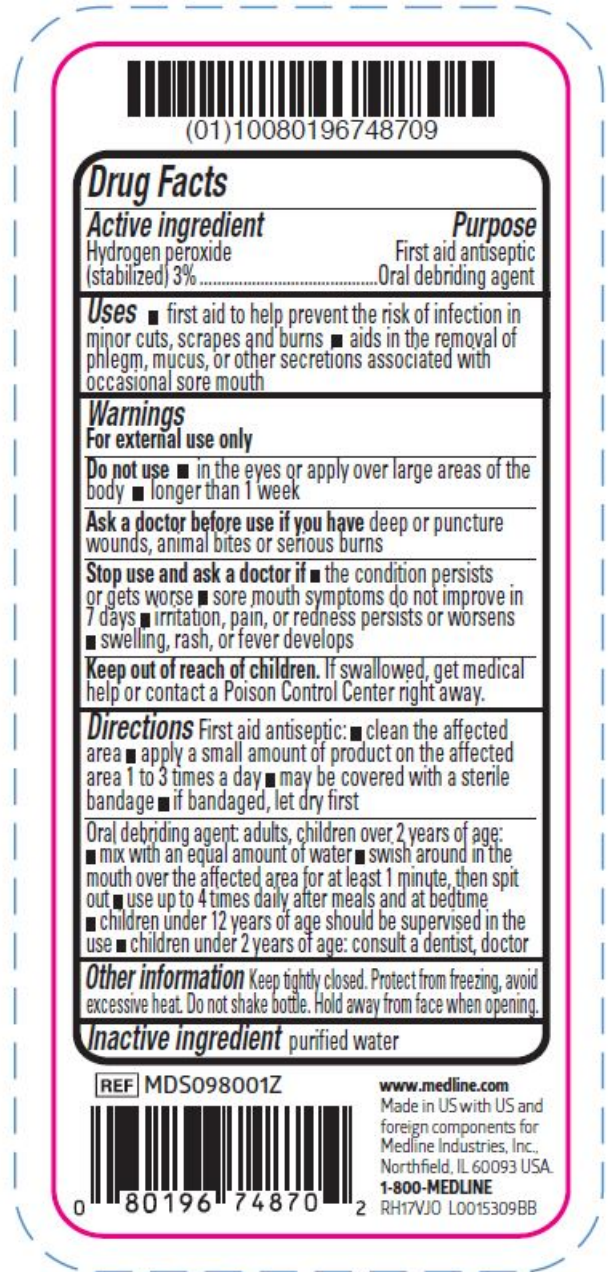 (01)10080196748709
Drug Facts
Active ingredient Purpose
Hydrogen peroxide First aid antiseptic
(stabilized) 3% ......................................... Oral debriding agent
Uses ■ first aid to help prevent the risk of infection in
minor cuts, scrapes and burns ■ aids in the removal of
phlegm, mucus, or other secretions associated with
occasional sore mouth
Warnings
For external use only
Do not use ■ in the eyes or apply over large areas of the
body ■ longer than 1 week
Ask a doctor before use if you have deep or puncture
wounds, animal bites or serious burns
Stop use and ask a doctor if ■ the condition persists
or gets worse ■ sore mouth symptoms do not improve in
7 days ■ irritation, pain, or redness persists or worsens
■ swelling, rash, or fever develops
Keep out of reach of children. If swallowed, get medical
help or contact a Poison Control Center right away.
Directions First aid antiseptic: ■ clean the affected
area ■ apply a small amount of product on the affected
area 1 to 3 times a day ■ may be covered with a sterile
bandage ■ if bandaged, let dry first
Oral debriding agent: adults, children over 2 years of age:
■ mix with an equal amount of water ■ swish around in the
mouth over the affected area for at least 1 minute, then spit
out ■ use up to 4 times daily after meals and at bedtime
■ children under 12 years of age should be supervised in the
use ■ children under 2 years of age: consult a dentist, doctor
Other information Keep tightly closed. Protect from freezing, avoid
excessive heat. Do not shake bottle. Hold away from face when opening.
Inactive ingredient purified water
REF MDS098001Z
0 80196 74870 2
www.medline.com
Made in US with US and
foreign components for
Medline Industries, Inc.,
Northfield, IL 60093 USA.
1-800-MEDLINE
RH17VJO L0015309BB